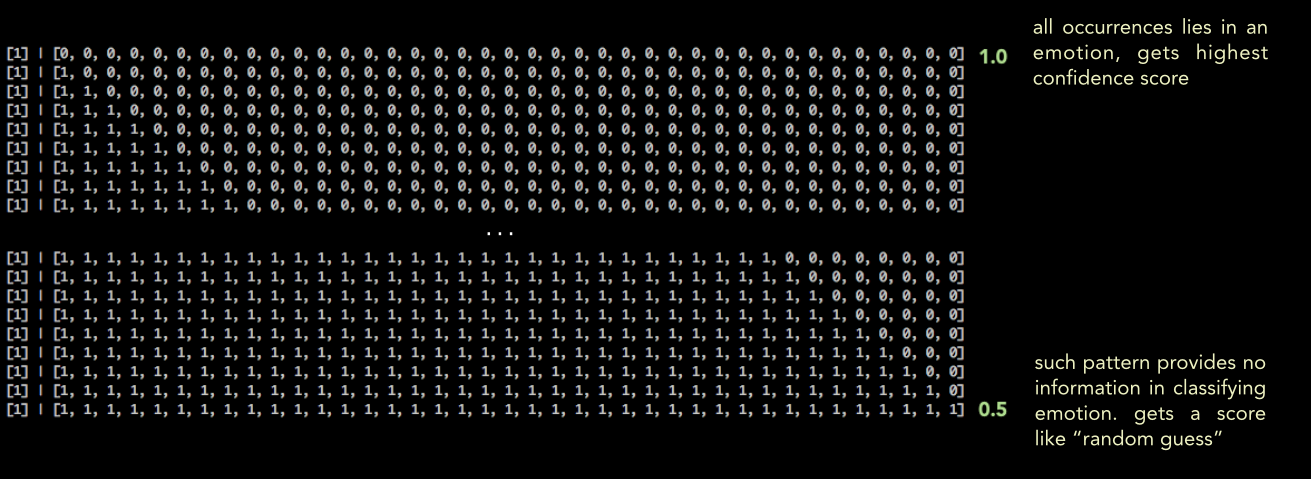 [1] | [0, 0, 0, 0, 0, 0, 0, 0, 0, 0, 0, 0, 0, 0, 0, 0, 0, 0, 0, 0, 0, 0, 0, 0, 0, 0, 0, 0, 0, 0, 0, 0, 0, 0, 0, 0, 0, 0, 0] 1.0
[1] | [1, 0, 0, 0, 0, 0, 0, 0, 0, 0, 0, 0, 0, 0, 0, 0, 0, 0, 0, 0, 0, 0, 0, 0, 0, 0, 0, 0, 0, 0, 0, 0, 0, 0, 0, 0, 0, 0, 0]
[1] | [1, 1, 0, 0, 0, 0, 0, 0, 0, 0, 0, 0, 0, 0, 0, 0, 0, 0, 0, 0, 0, 0, 0, 0, 0, 0, 0, 0, 0, 0, 0, 0, 0, 0, 0, 0, 0, 0, 0]
[1] | [1, 1, 1, 0, 0, 0, 0, 0, 0, 0, 0, 0, 0, 0, 0, 0, 0, 0, 0, 0, 0, 0, 0, 0, 0, 0, 0, 0, 0, 0, 0, 0, 0, 0, 0, 0, 0, 0, 0]
[1] | [1, 1, 1, 1, 0, 0, 0, 0, 0, 0, 0, 0, 0, 0, 0, 0, 0, 0, 0, 0, 0, 0, 0, 0, 0, 0, 0, 0, 0, 0, 0, 0, 0, 0, 0, 0, 0, 0, 0]
[1] | [1, 1, 1, 1, 1, 0, 0, 0, 0, 0, 0, 0, 0, 0, 0, 0, 0, 0, 0, 0, 0, 0, 0, 0, 0, 0, 0, 0, 0, 0, 0, 0, 0, 0, 0, 0, 0, 0, 0]
[1] | [1, 1, 1, 1, 1, 1, 0, 0, 0, 0, 0, 0, 0, 0, 0, 0, 0, 0, 0, 0, 0, 0, 0, 0, 0, 0, 0, 0, 0, 0, 0, 0, 0, 0, 0, 0, 0, 0, 0]
[1] | [1, 1, 1, 1, 1, 1, 1, 0, 0, 0, 0, 0, 0, 0, 0, 0, 0, 0, 0, 0, 0, 0, 0, 0, 0, 0, 0, 0, 0, 0, 0, 0, 0, 0, 0, 0, 0, 0, 0]
[1] | [1, 1, 1, 1, 1, 1, 1, 1, 0, 0, 0, 0, 0, 0, 0, 0, 0, 0, 0, 0, 0, 0, 0, 0, 0, 0, 0, 0, 0, 0, 0, 0, 0, 0, 0, 0, 0, 0, 0]
all occurrences lies in an
emotion, gets highest
confidence score
...
[1] | [1, 1, 1, 1, 1, 1, 1, 1, 1, 1, 1, 1, 1, 1, 1, 1, 1, 1, 1, 1, 1, 1, 1, 1, 1, 1, 1, 1, 1, 1, 1, 0, 0, 0, 0, 0, 0, 0, 0]
[1] | [1, 1, 1, 1, 1, 1, 1, 1, 1, 1, 1, 1, 1, 1, 1, 1, 1, 1, 1, 1, 1, 1, 1, 1, 1, 1, 1, 1, 1, 1, 1, 1, 0, 0, 0, 0, 0, 0, 0]
[1] | [1, 1, 1, 1, 1, 1, 1, 1, 1, 1, 1, 1, 1, 1, 1, 1, 1, 1, 1, 1, 1, 1, 1, 1, 1, 1, 1, 1, 1, 1, 1, 1, 1, 0, 0, 0, 0, 0, 0]
[1] | [1, 1, 1, 1, 1, 1, 1, 1, 1, 1, 1, 1, 1, 1, 1, 1, 1, 1, 1, 1, 1, 1, 1, 1, 1, 1, 1, 1, 1, 1, 1, 1, 1, 1, 0, 0, 0, 0, 0]
[1] | [1, 1, 1, 1, 1, 1, 1, 1, 1, 1, 1, 1, 1, 1, 1, 1, 1, 1, 1, 1, 1, 1, 1, 1, 1, 1, 1, 1, 1, 1, 1, 1, 1, 1, 1, 0, 0, 0, 0]
[1] | [1, 1, 1, 1, 1, 1, 1, 1, 1, 1, 1, 1, 1, 1, 1, 1, 1, 1, 1, 1, 1, 1, 1, 1, 1, 1, 1, 1, 1, 1, 1, 1, 1, 1, 1, 1, 0, 0, 0]
[1] | [1, 1, 1, 1, 1, 1, 1, 1, 1, 1, 1, 1, 1, 1, 1, 1, 1, 1, 1, 1, 1, 1, 1, 1, 1, 1, 1, 1, 1, 1, 1, 1, 1, 1, 1, 1, 1, 0, 0]
[1] | [1, 1, 1, 1, 1, 1, 1, 1, 1, 1, 1, 1, 1, 1, 1, 1, 1, 1, 1, 1, 1, 1, 1, 1, 1, 1, 1, 1, 1, 1, 1, 1, 1, 1, 1, 1, 1, 1, 0]
[1] | [1, 1, 1, 1, 1, 1, 1, 1, 1, 1, 1, 1, 1, 1, 1, 1, 1, 1, 1, 1, 1, 1, 1, 1, 1, 1, 1, 1, 1, 1, 1, 1, 1, 1, 1, 1, 1, 1, 1] 0.5
such pattern provides no
information in classifying
emotion. gets a score
like “random guess”